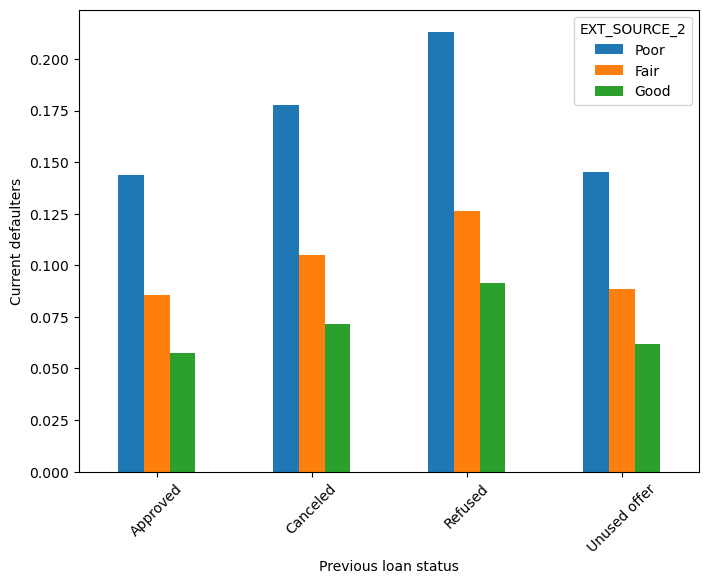 EXT_SOURCE_2
Poor
Fair
Good
Current defaulters
0.200
0.175
0.150
0.125
0.100
0.075
0.050
0.025
0.000
Approved
Canceled
Refused
Unused offer
Previous loan status